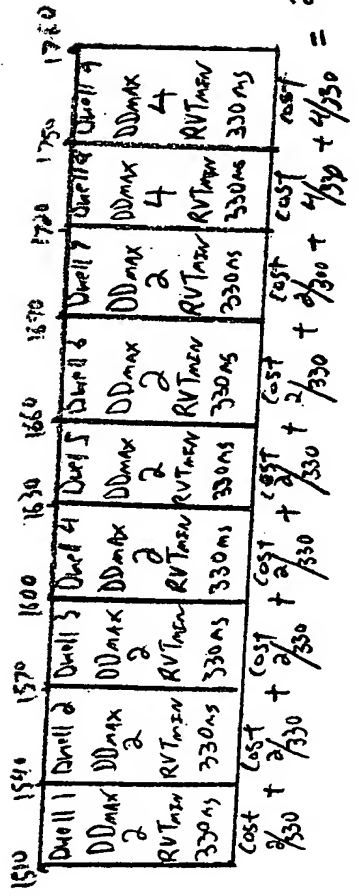 1510 1540 1570 1600 1630 1660 1690 1720 1750 1780
Dwell 1 Dwell 2 Dwell 3 Dwell 4 Dwell 5 Dwell 6 Dwell 7 Dwell 8 Dwell 9
DDMAX DDMAX DDMAX DDMAX DDMAX DDMAX DDMAX DDMAX DDMAX
2 2 2 2 2 2 2 4 4
RVTMIN RVTMIN RVTMIN RVTMIN RVTMIN RVTMIN RVTMIN RVTMIN RVTMIN
330ms 330ms 330ms 330ms 330ms 330ms 330ms 330ms 330ms
Cost Cost Cost Cost Cost Cost Cost Cost Cost
2/330 + 2/330 + 2/330 + 2/330 + 2/330 + 2/330 + 2/300 + 4/330 + 4/330 =